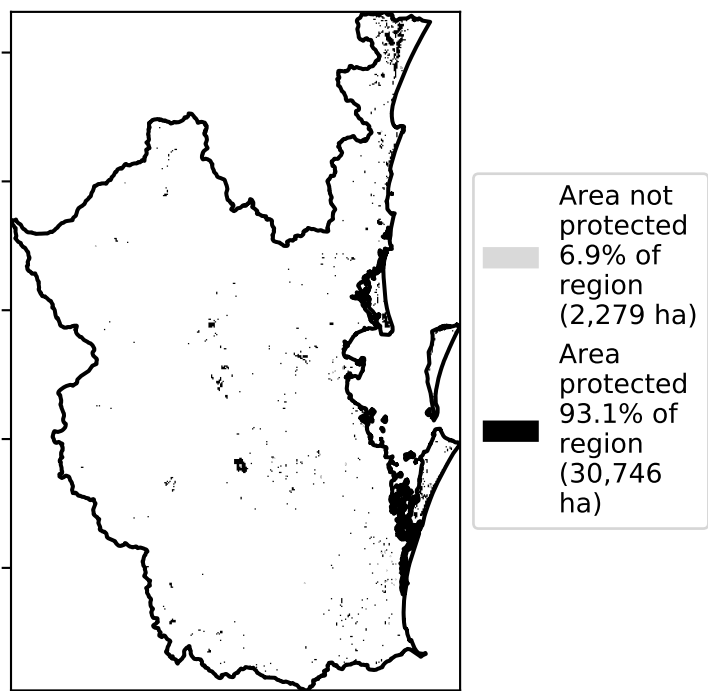 Area not
protected
6.9% of
region
(2,279 ha)
Area
protected
93.1% of
region
(30,746
ha)